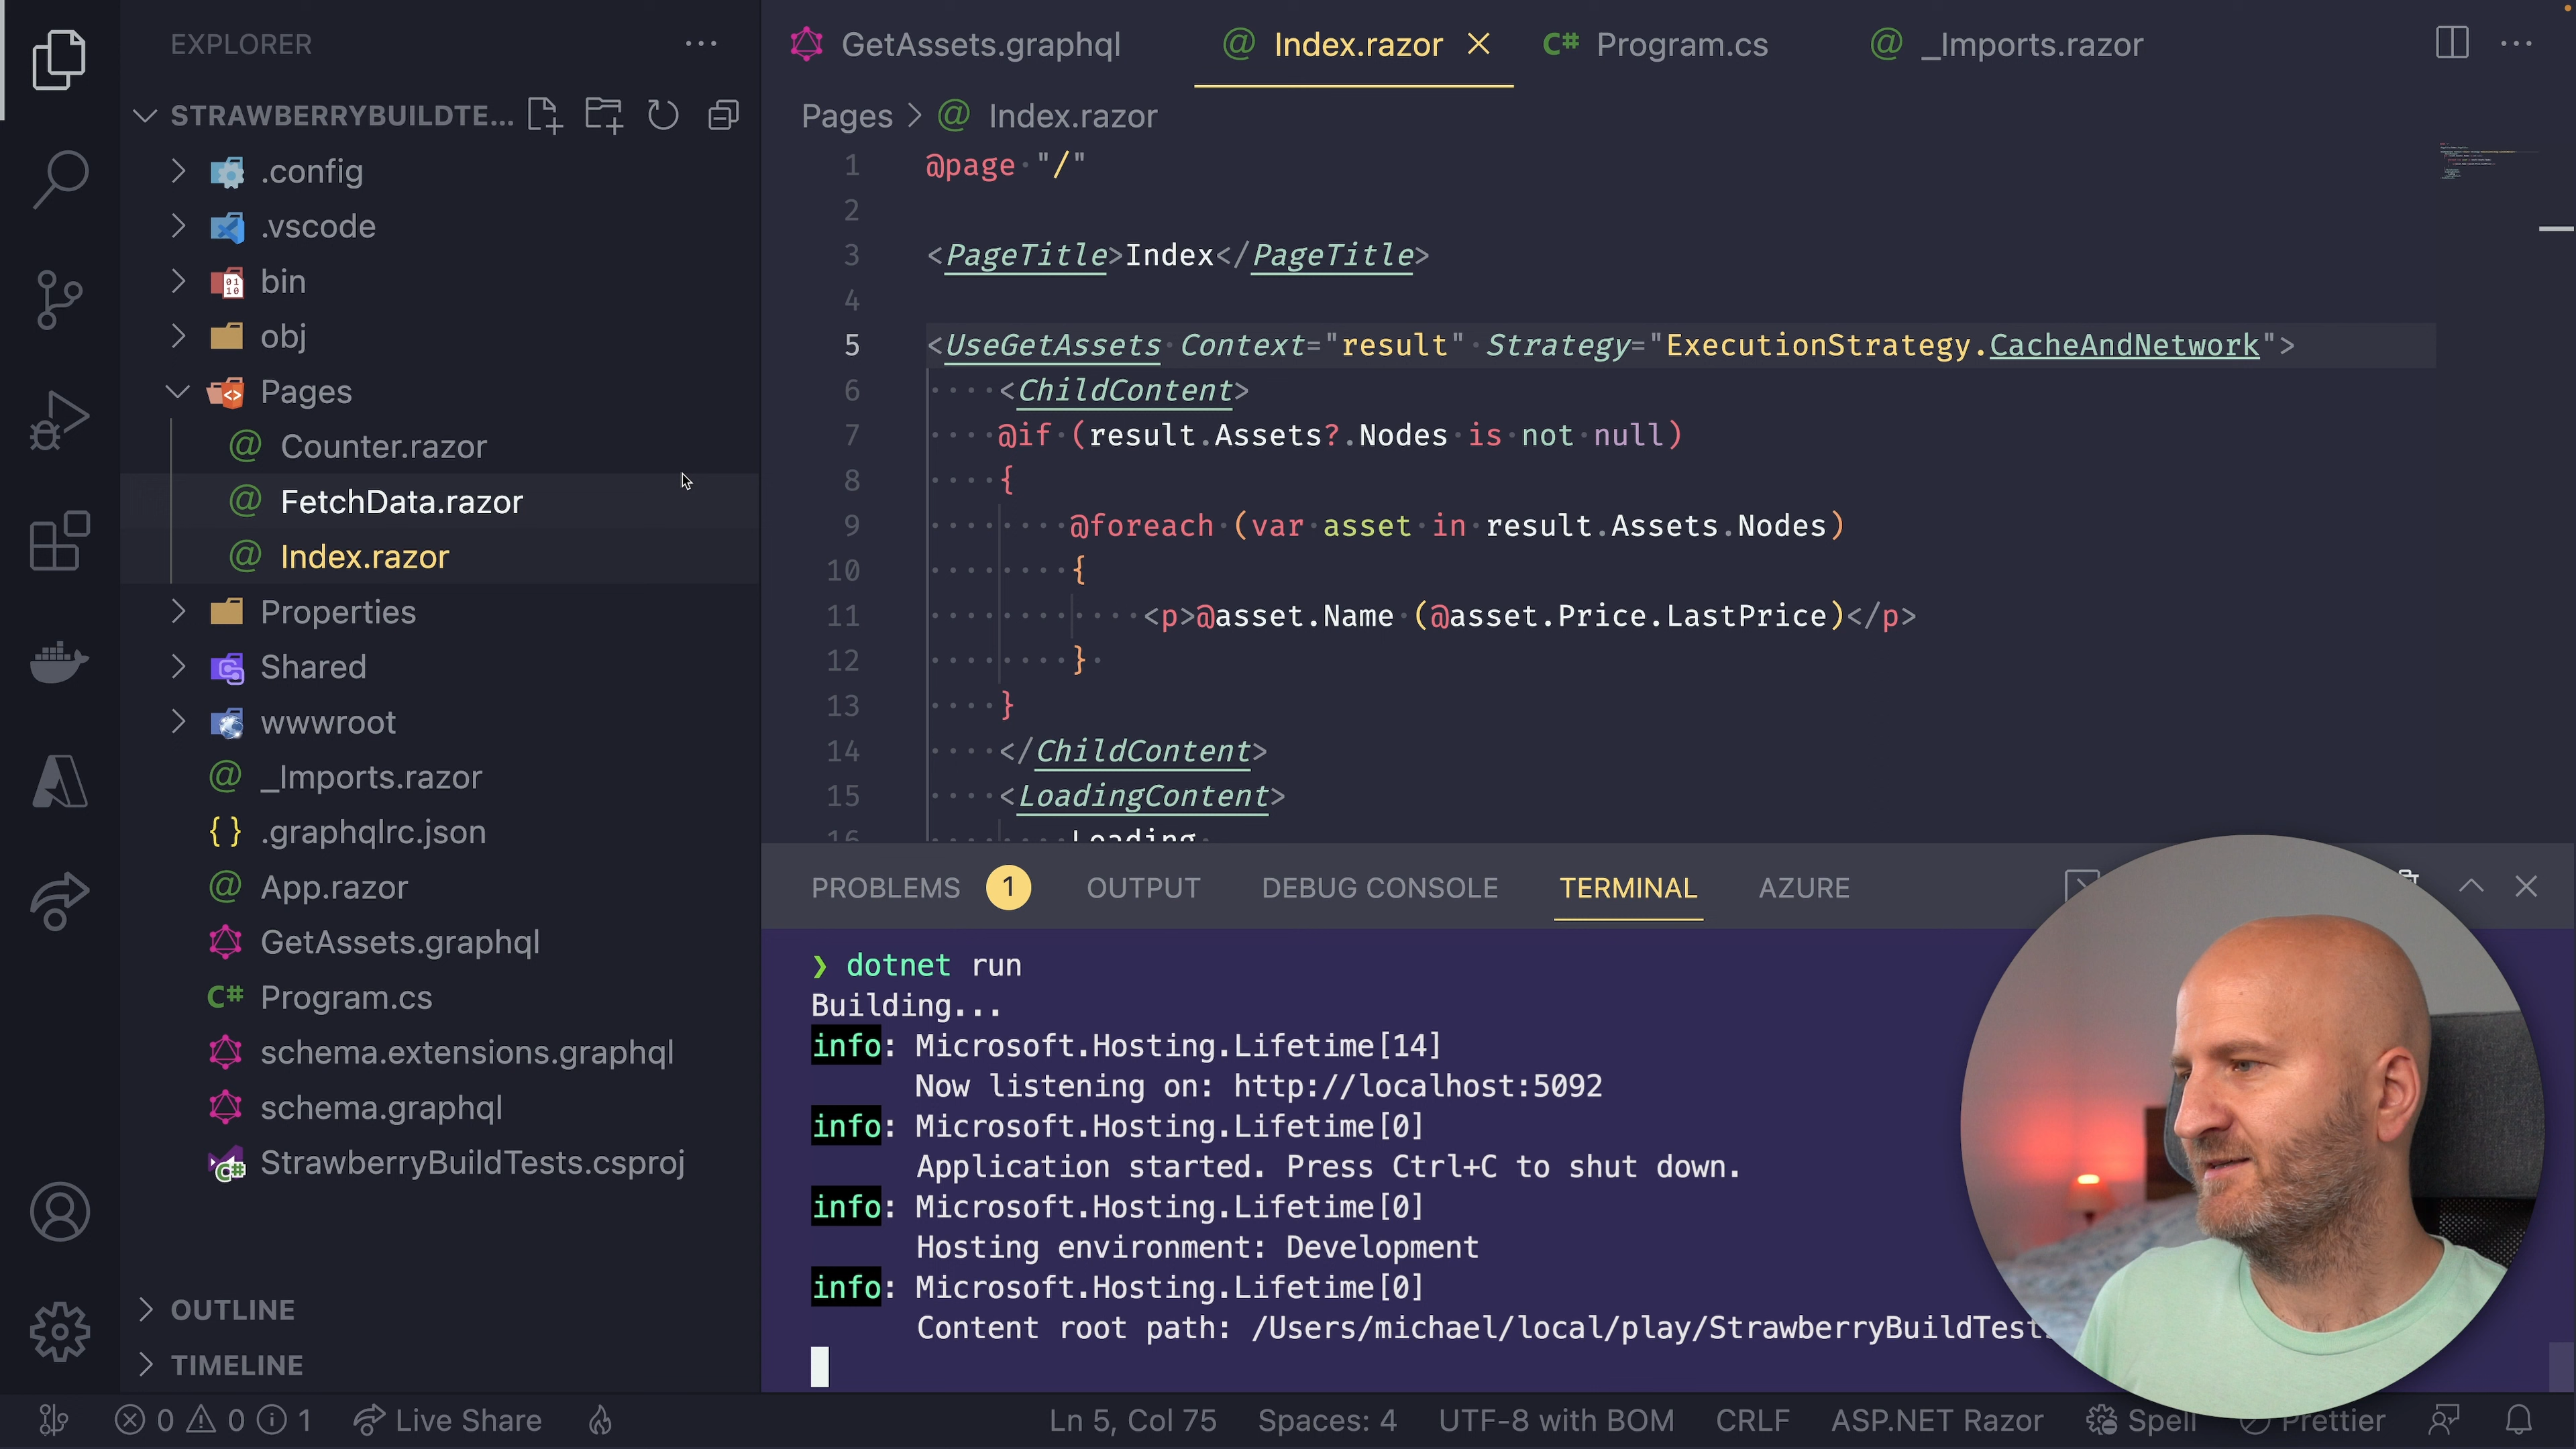 EXPLORER
STRAWBERRYBUILDTE...
.config
.vscode
bin
obj
Pages
Counter.razor
FetchData.razor
Index.razor
Properties
Shared
wwwroot
_Imports.razor
.graphqlrc.json
App.razor
GetAssets.graphql
Program.cs
schema.extensions.graphql
schema.graphql
StrawberryBuildTests.csproj
OUTLINE
TIMELINE
GetAssets.graphql
Index.razor
Program.cs
_Imports.razor
Pages > Index.razor
1 @page "/"
2
3 <PageTitle>Index</PageTitle>
4
5 <UseGetAssets Context="result" Strategy="ExecutionStrategy.CacheAndNetwork">
6 <ChildContent>
7 @if (result.Assets?.Nodes is not null)
8 {
9 @foreach (var asset in result.Assets.Nodes)
10 {
11 <p>@asset.Name (@asset.Price.LastPrice)</p>
12 }
13 }
14 </ChildContent>
15 <LoadingContent>
16 Loading
PROBLEMS 1 OUTPUT DEBUG CONSOLE TERMINAL AZURE
❯ dotnet run
Building...
info: Microsoft.Hosting.Lifetime[14]
Now listening on: http://localhost:5092
info: Microsoft.Hosting.Lifetime[0]
Application started. Press Ctrl+C to shut down.
info: Microsoft.Hosting.Lifetime[0]
Hosting environment: Development
info: Microsoft.Hosting.Lifetime[0]
Content root path: /Users/michael/local/play/StrawberryBuildTest
0 0 1 Live Share Ln 5, Col 75 Spaces: 4 UTF-8 with BOM CRLF ASP.NET Razor Spell Prettier